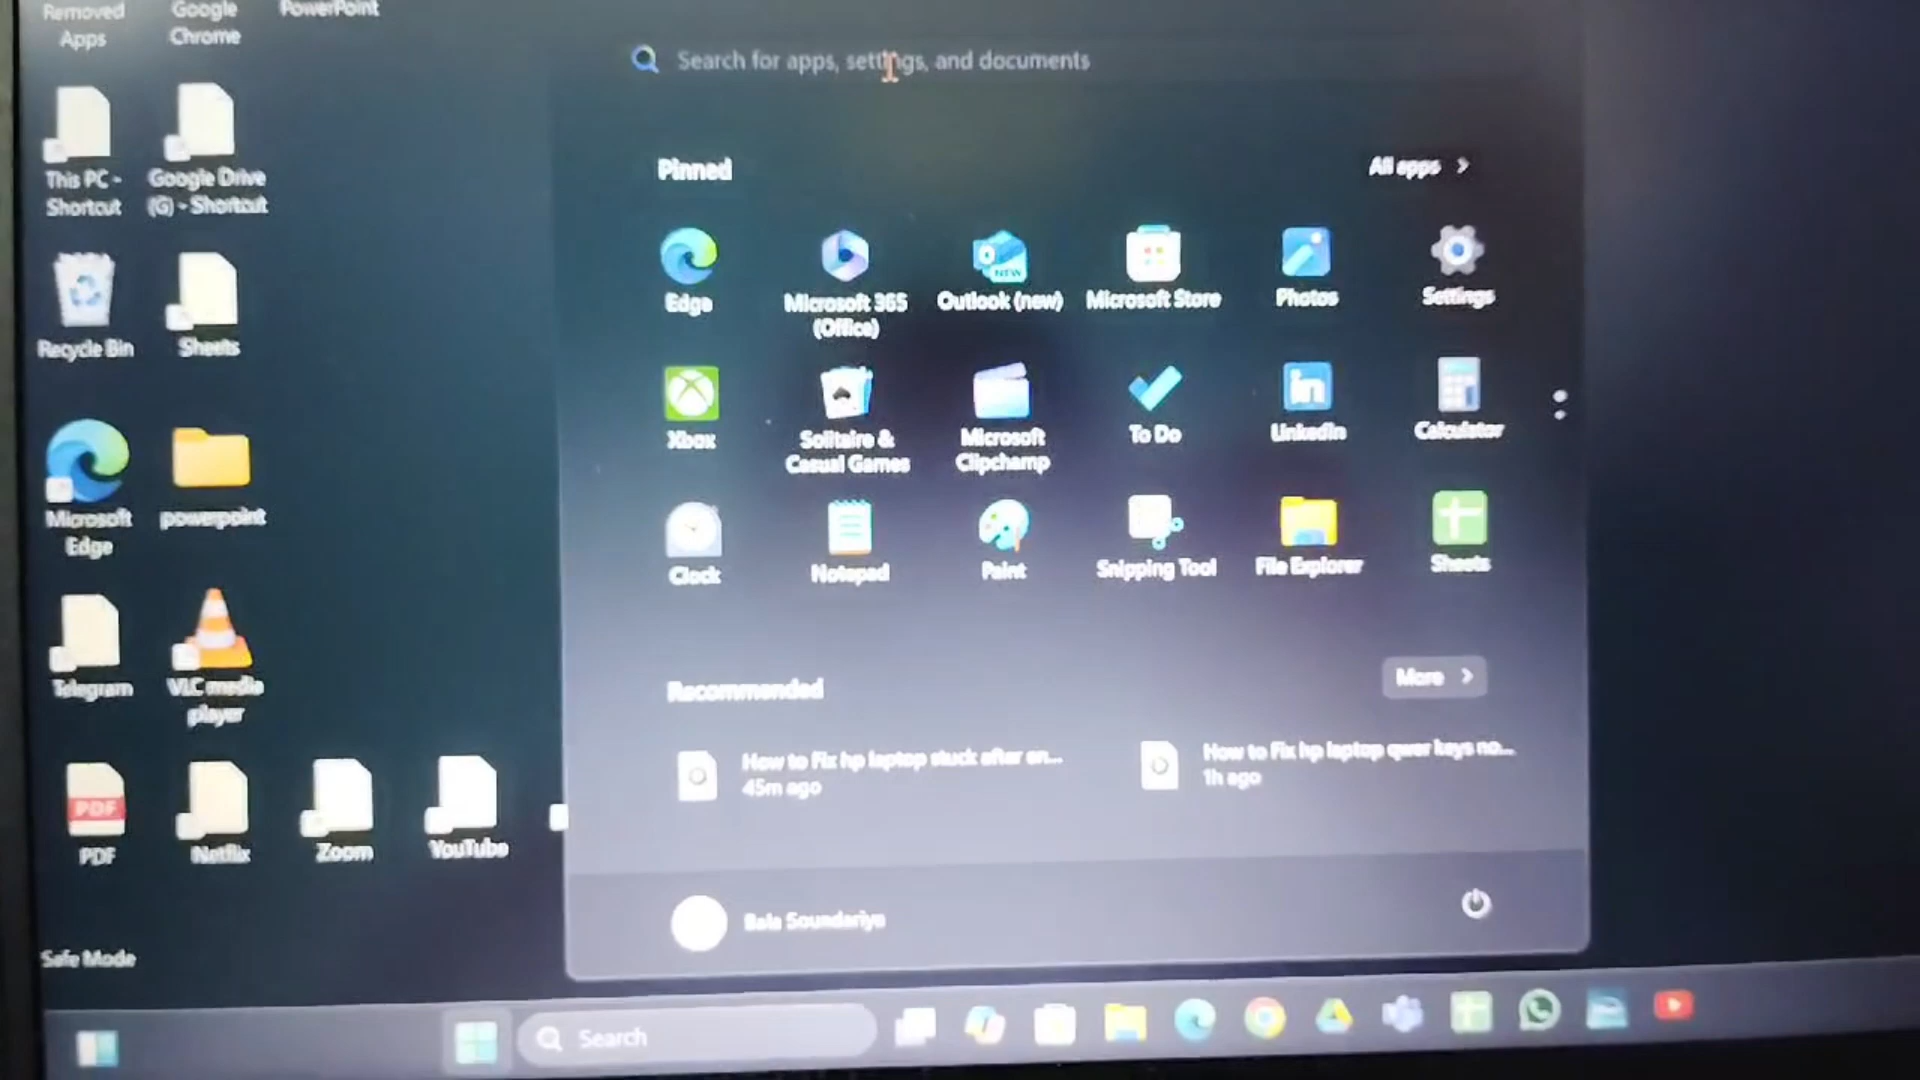 Removed
Apps
Google
Chrome
PowerPoint
Search for apps, settings, and documents
This PC -
Shortcut
Google Drive
(G) - Shortcut
Pinned
All apps
Recycle Bin
Sheets
Edge
Microsoft 365
(Office)
Outlook (new)
NEW
Microsoft Store
Photos
Settings
Microsoft
Edge
powerpoint
Xbox
Solitaire &
Casual Games
Microsoft
Clipchamp
To Do
in
LinkedIn
Calculator
Clock
Notepad
Paint
Snipping Tool
File Explorer
Sheets
Telegram
VLC media
player
Recommended
More
How to Fix hp laptop stuck after en...
45m ago
How to Fix hp laptop qwer keys no...
1h ago
PDF
PDF
Netflix
Zoom
YouTube
Bala Soundariya
Safe Mode
Search